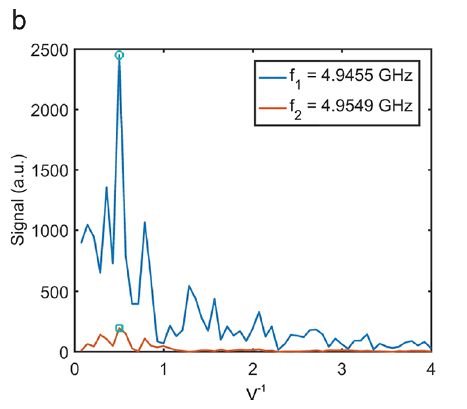 b
2500
2000
1500
1000
500
0
Signal (a.u.)
f1 = 4.9455 GHz
f2 = 4.9549 GHz
0 1 2 3 4
V-1